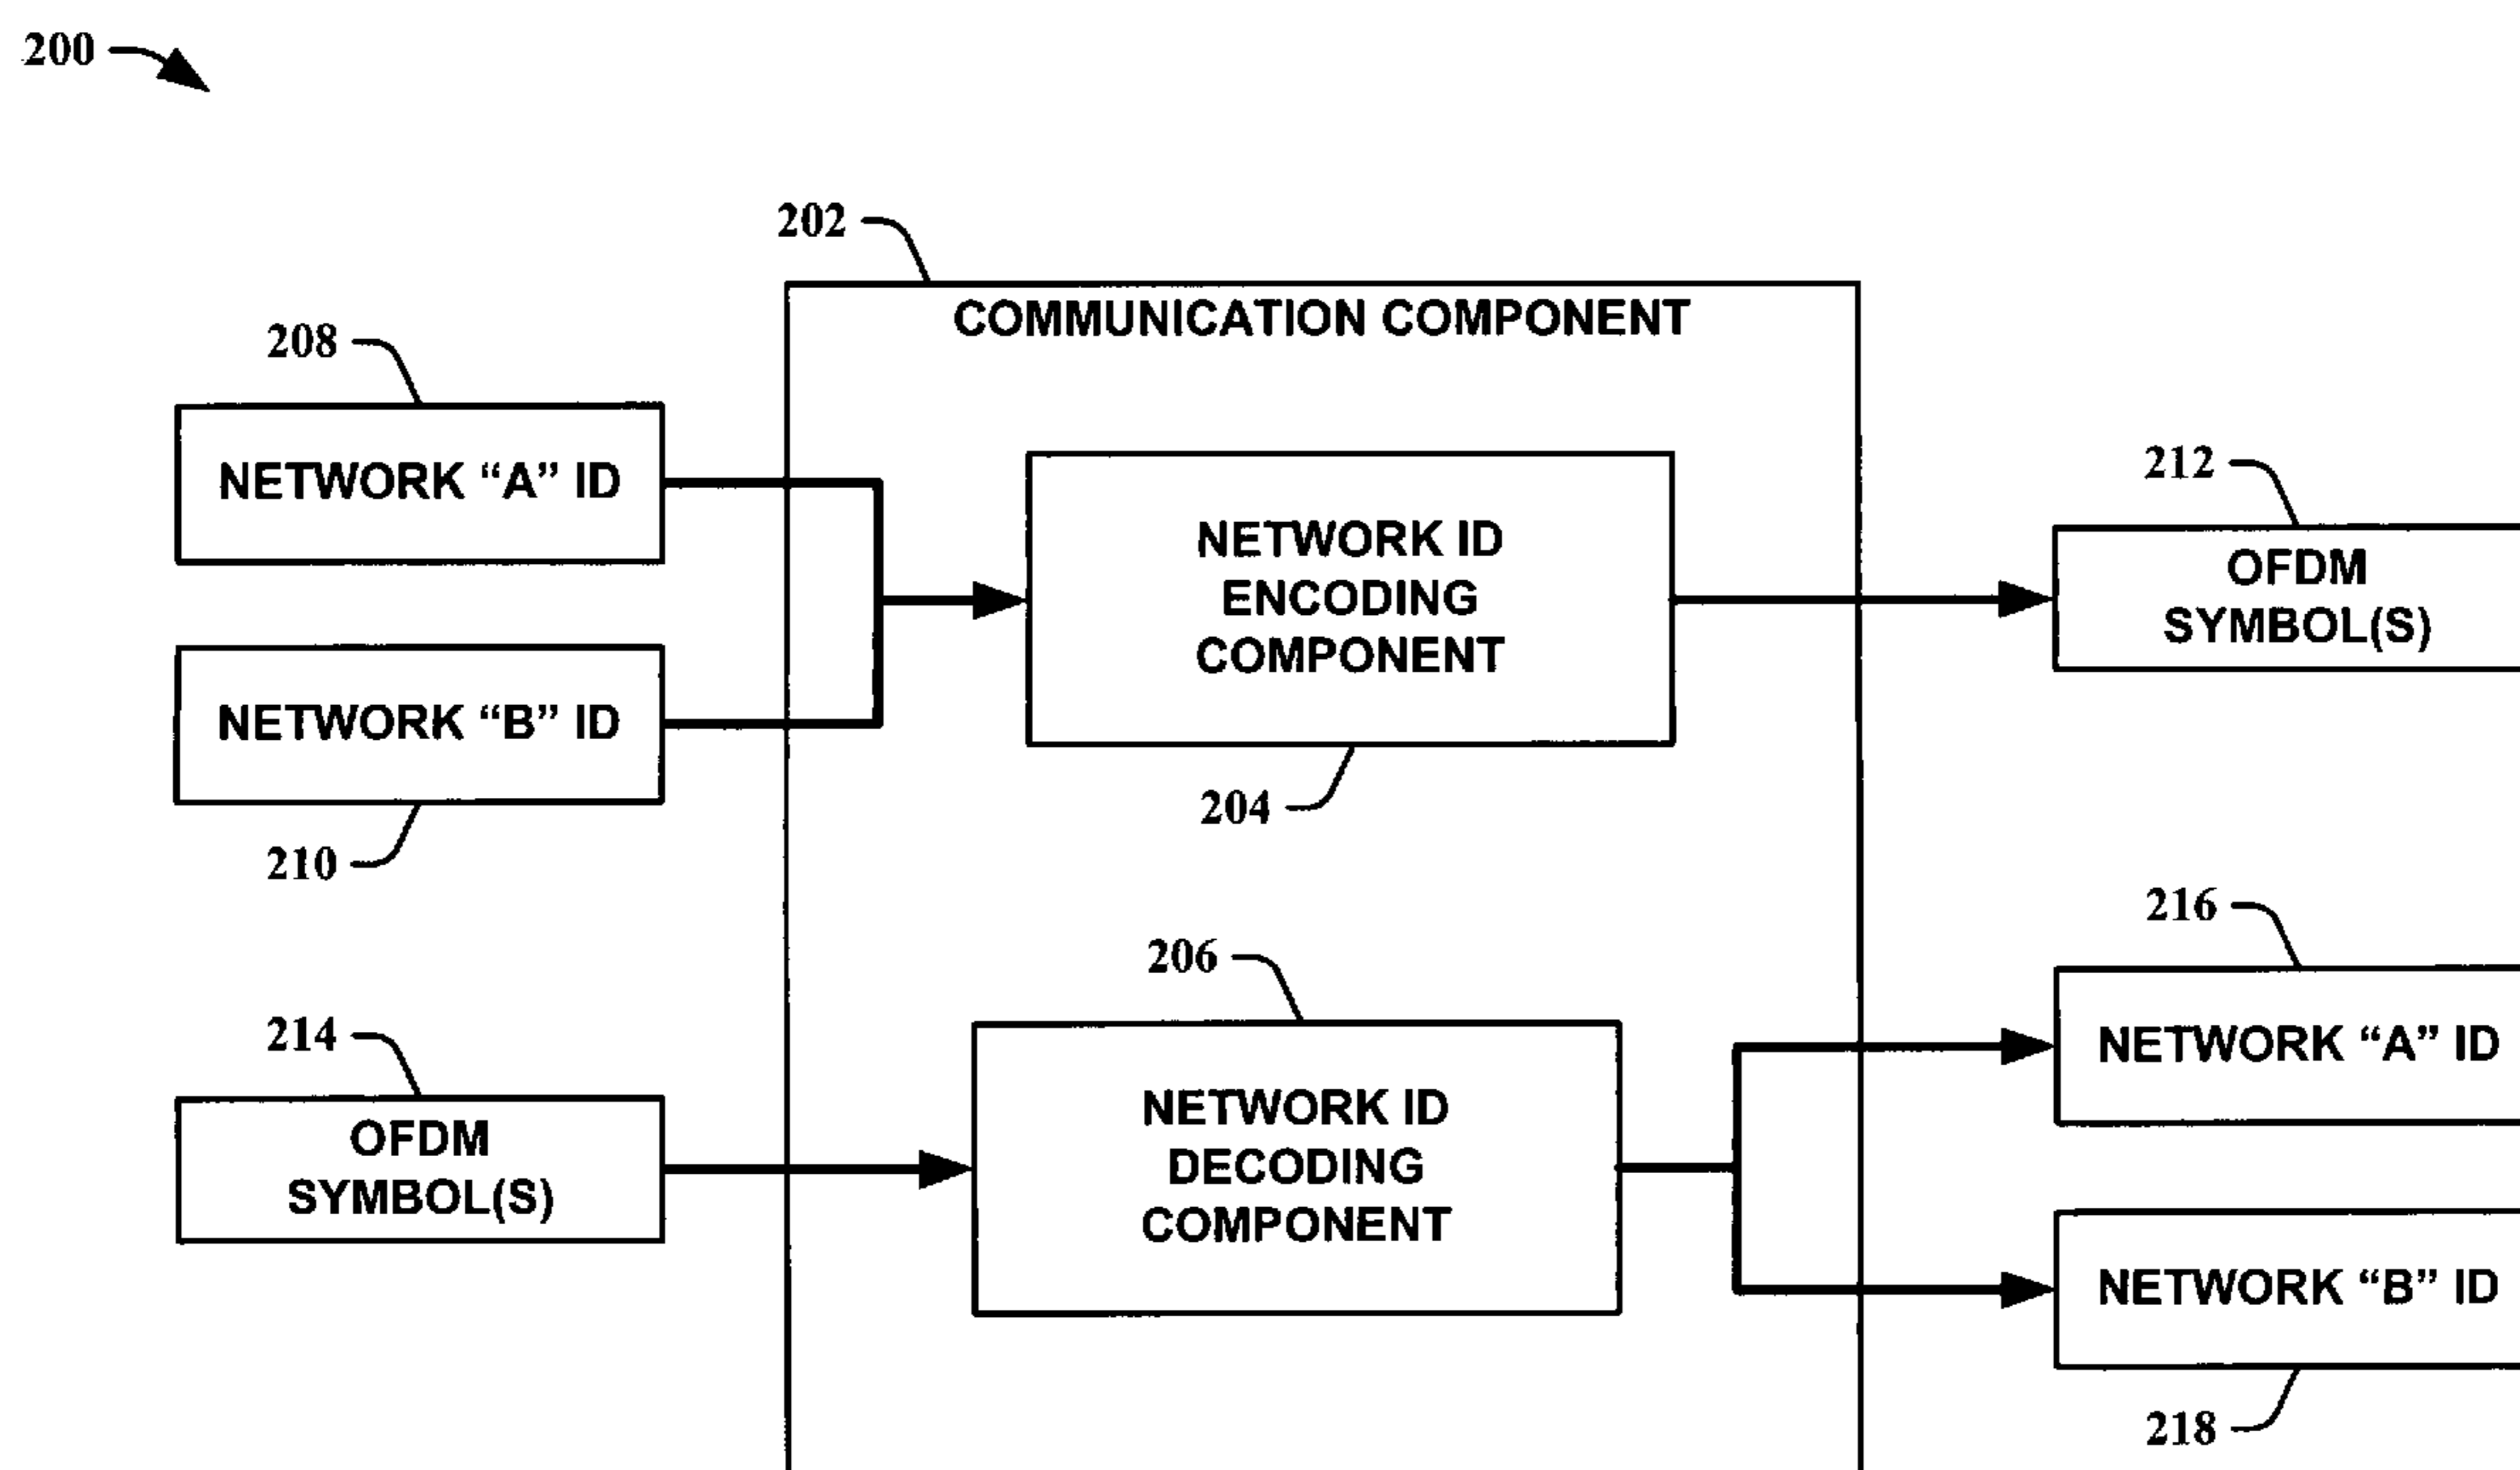 200
202
COMMUNICATION COMPONENT
208
NETWORK “A” ID
NETWORK ID
ENCODING
COMPONENT
204
212
OFDM
SYMBOL(S)
NETWORK “B” ID
210
206
214
OFDM
SYMBOL(S)
NETWORK ID
DECODING
COMPONENT
216
NETWORK “A” ID
NETWORK “B” ID
218